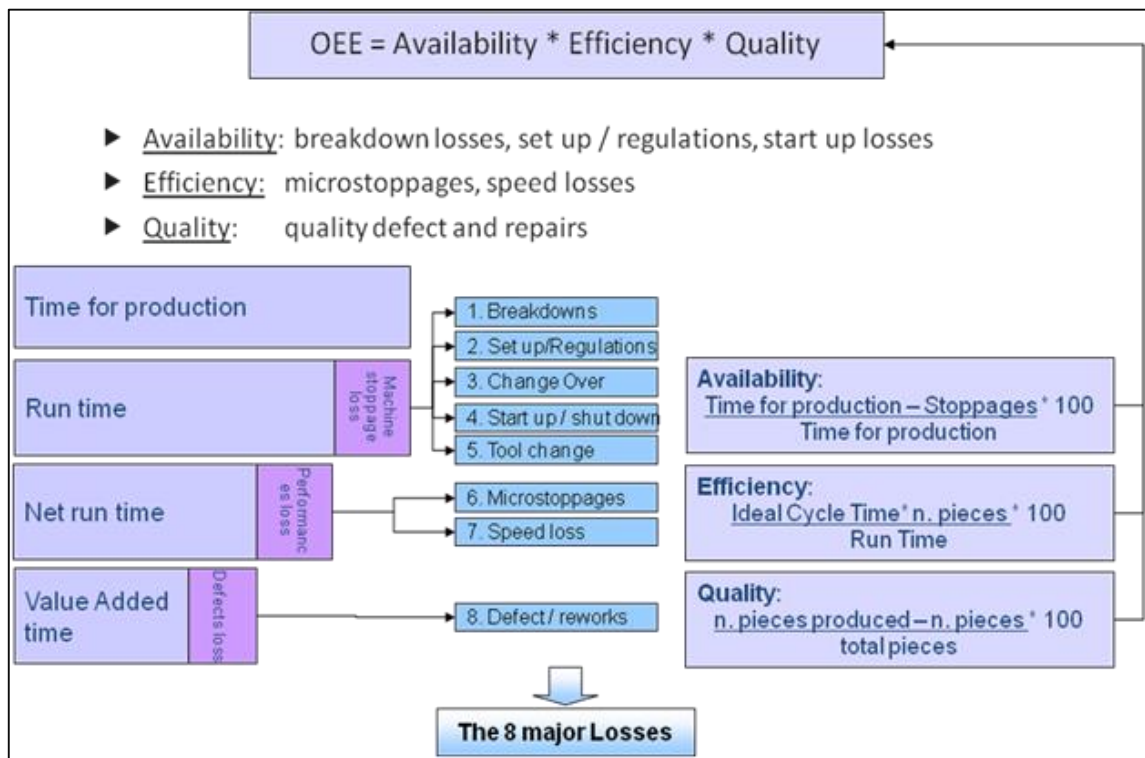 OEE = Availability * Efficiency * Quality
▶ Availability: breakdown losses, set up / regulations, start up losses
▶ Efficiency: microstoppages, speed losses
▶ Quality: quality defect and repairs
Time for production
Run time
Machine
stoppage
loss
Net run time
Performanc
es loss
Value Added
time
Defects loss
1. Breakdowns
2. Set up/Regulations
3. Change Over
4. Start up / shut down
5. Tool change
6. Microstoppages
7. Speed loss
8. Defect / reworks
Availability:
Time for production – Stoppages * 100
Time for production
Efficiency:
Ideal Cycle Time * n. pieces * 100
Run Time
Quality:
n. pieces produced – n. pieces * 100
total pieces
The 8 major Losses